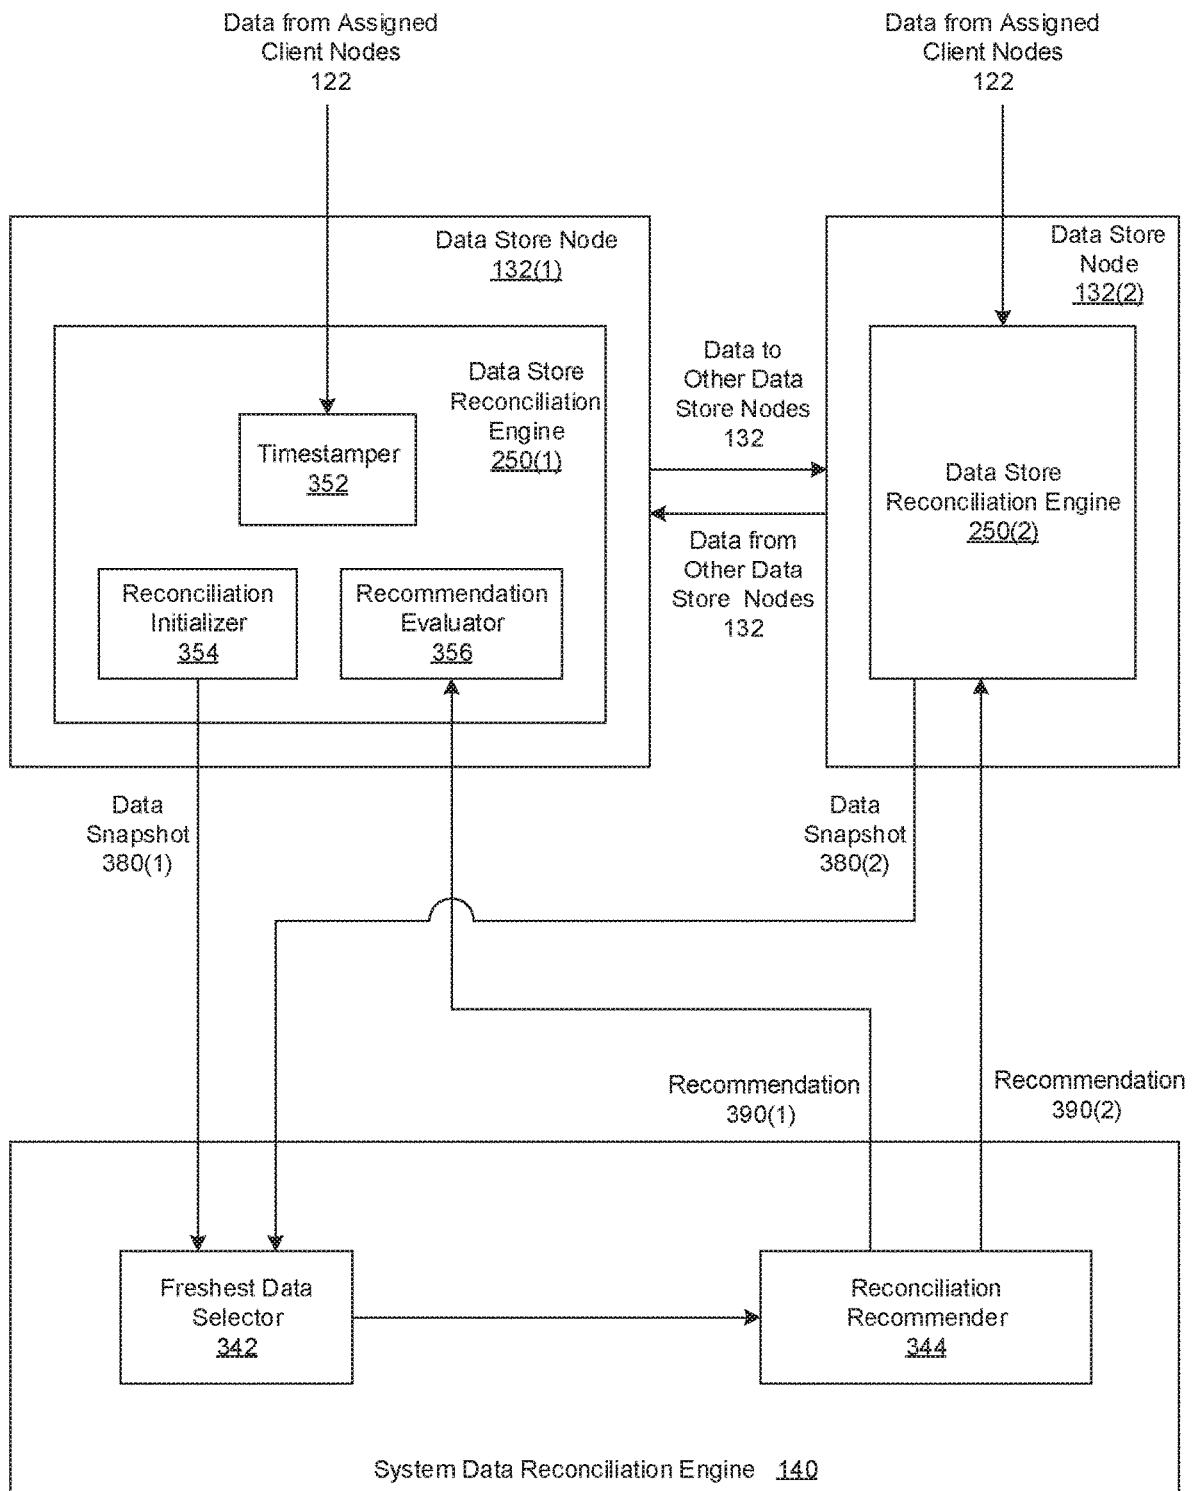 Data from Assigned
Client Nodes
122
Data from Assigned
Client Nodes
122
Data Store Node
132(1)
Data Store
Node
132(2)
Data Store
Reconciliation
Engine
250(1)
Timestamper
352
Reconciliation
Initializer
354
Recommendation
Evaluator
356
Data to
Other Data
Store Nodes
132
Data from
Other Data
Store Nodes
132
Data Store
Reconciliation Engine
250(2)
Data
Snapshot
380(1)
Data
Snapshot
380(2)
Recommendation
390(1)
Recommendation
390(2)
Freshest Data
Selector
342
Reconciliation
Recommender
344
System Data Reconciliation Engine 140